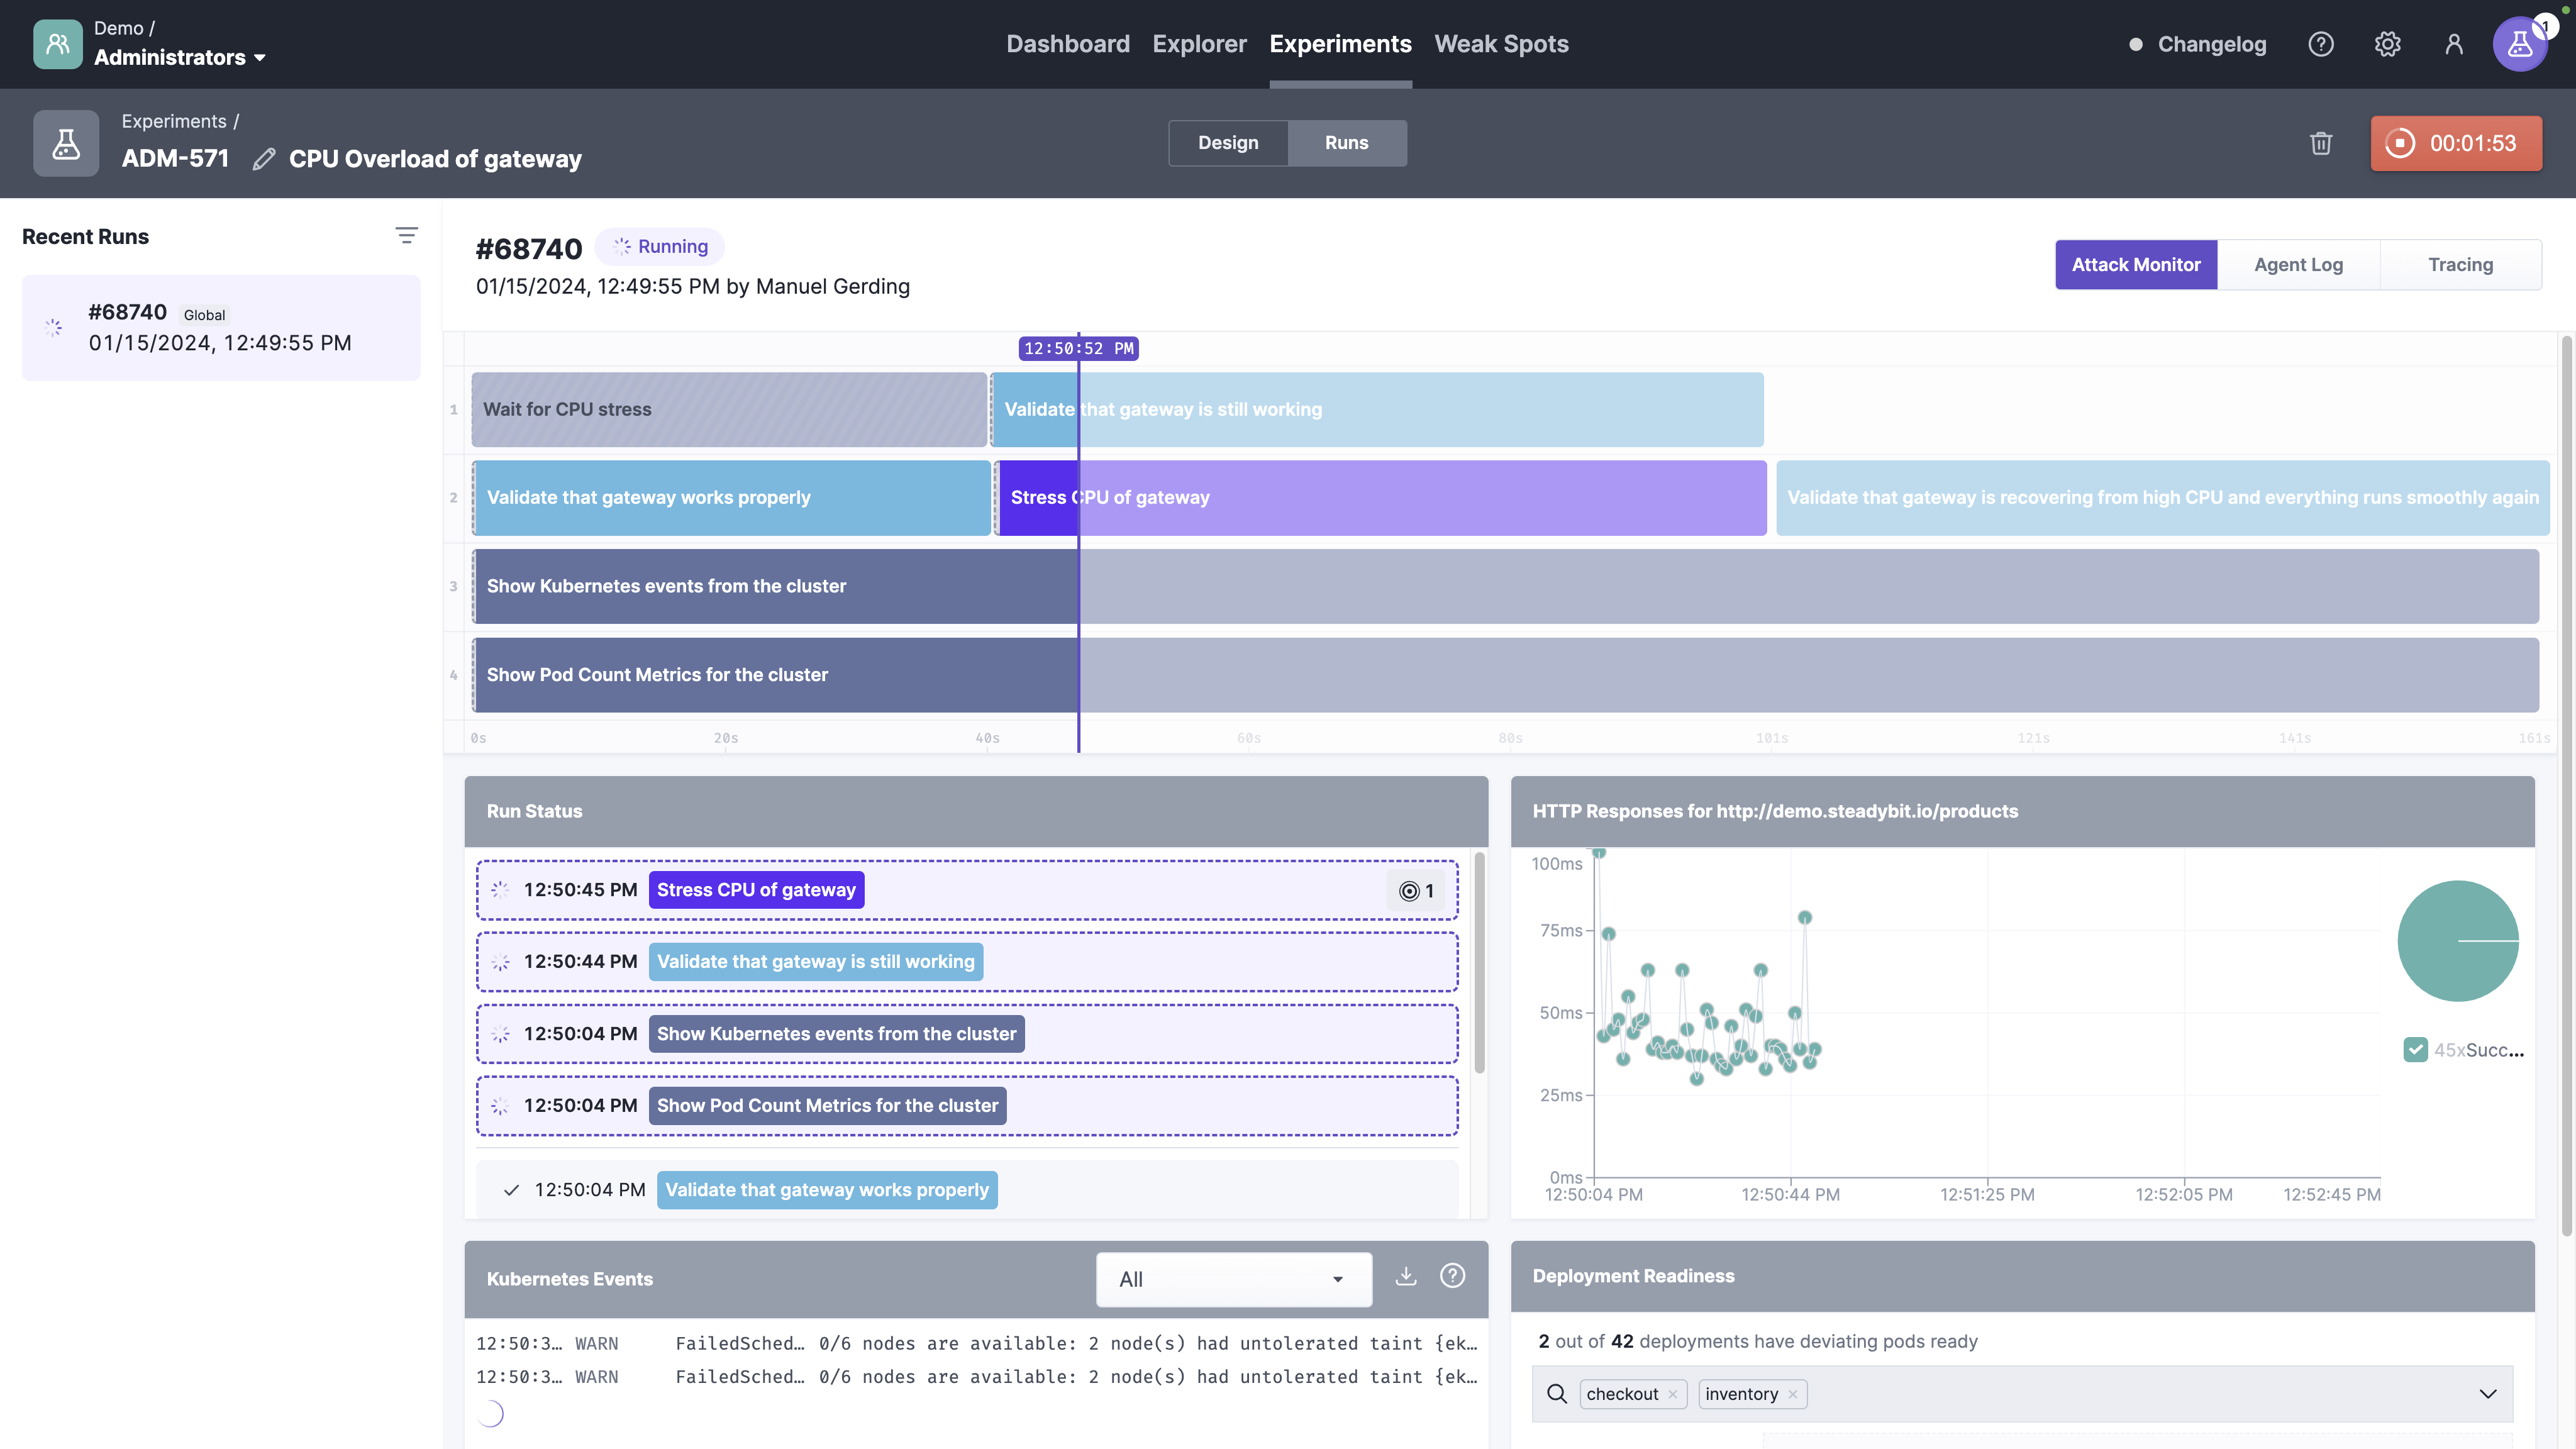 Demo /
Administrators
Dashboard Explorer Experiments Weak Spots
Changelog
1
Experiments /
ADM-571 CPU Overload of gateway
Design Runs
00:01:53
Recent Runs
#68740 Global
01/15/2024, 12:49:55 PM
#68740 Running
01/15/2024, 12:49:55 PM by Manuel Gerding
Attack Monitor Agent Log Tracing
12:50:52 PM
1 Wait for CPU stress Validate that gateway is still working
2 Validate that gateway works properly Stress CPU of gateway Validate that gateway is recovering from high CPU and everything runs smoothly again
3 Show Kubernetes events from the cluster
4 Show Pod Count Metrics for the cluster
0s 20s 40s 60s 80s 101s 121s 141s 161s
Run Status
12:50:45 PM Stress CPU of gateway 1
12:50:44 PM Validate that gateway is still working
12:50:04 PM Show Kubernetes events from the cluster
12:50:04 PM Show Pod Count Metrics for the cluster
12:50:04 PM Validate that gateway works properly
HTTP Responses for http://demo.steadybit.io/products
100ms
75ms
50ms
25ms
0ms
12:50:04 PM 12:50:44 PM 12:51:25 PM 12:52:05 PM 12:52:45 PM
45xSucc...
Kubernetes Events
All
12:50:3… WARN FailedSched… 0/6 nodes are available: 2 node(s) had untolerated taint {ek…
12:50:3… WARN FailedSched… 0/6 nodes are available: 2 node(s) had untolerated taint {ek…
Deployment Readiness
2 out of 42 deployments have deviating pods ready
checkout × inventory ×